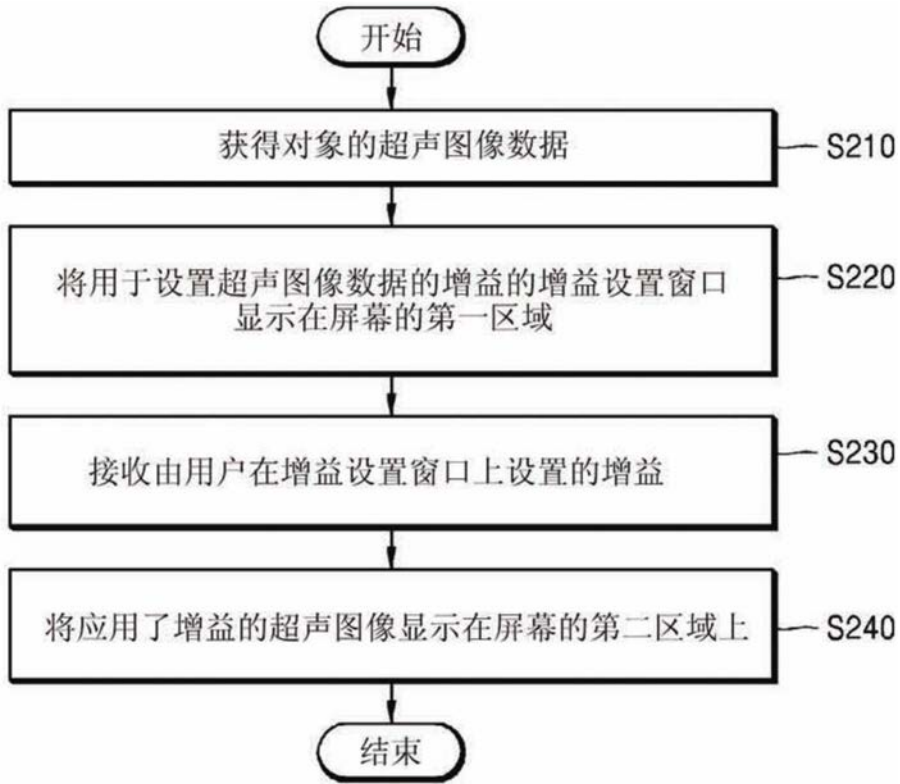 开始
获得对象的超声图像数据
S210
将用于设置超声图像数据的增益的增益设置窗口
显示在屏幕的第一区域
S220
接收由用户在增益设置窗口上设置的增益
S230
将应用了增益的超声图像显示在屏幕的第二区域上
S240
结束